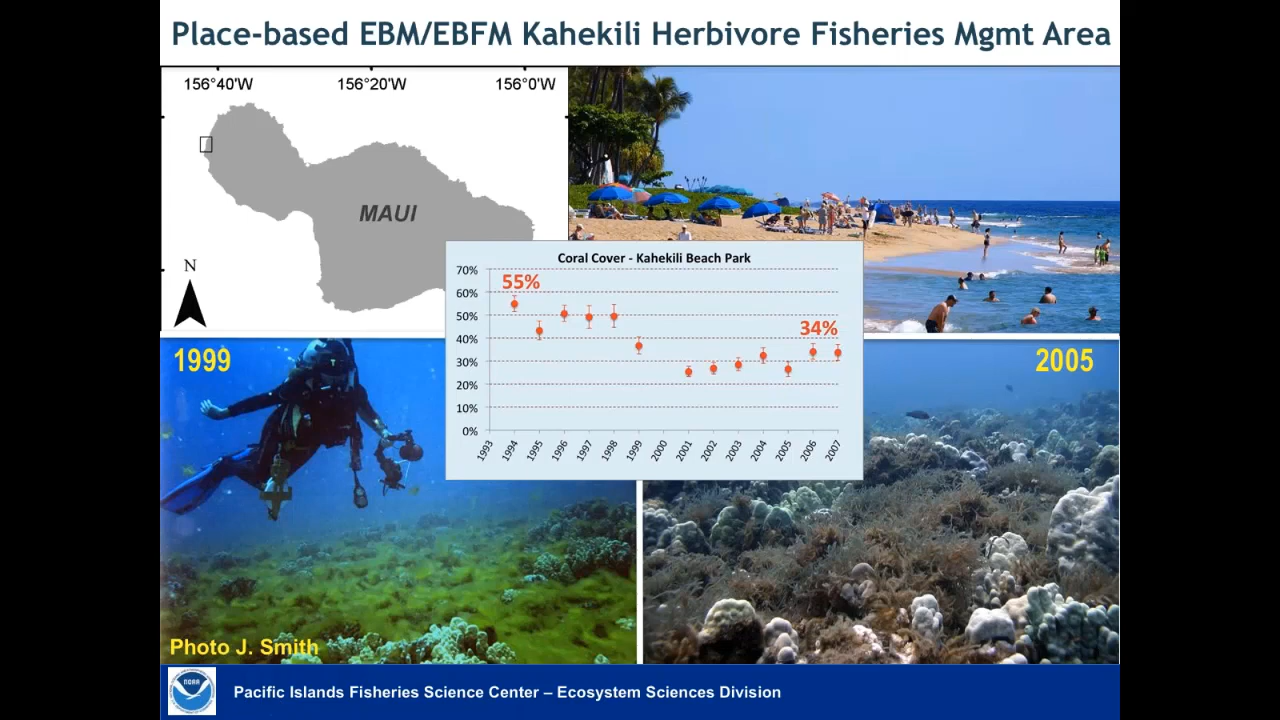 Place-based EBM/EBFM Kahekili Herbivore Fisheries Mgmt Area
156°40'W 156°20'W 156°0'W
MAUI
N
Coral Cover - Kahekili Beach Park
70%
60%
50%
40%
30%
20%
10%
0%
55%
34%
1993 1994 1995 1996 1997 1998 1999 2000 2001 2002 2003 2004 2005 2006 2007
1999
2005
Photo J. Smith
NOAA
Pacific Islands Fisheries Science Center – Ecosystem Sciences Division